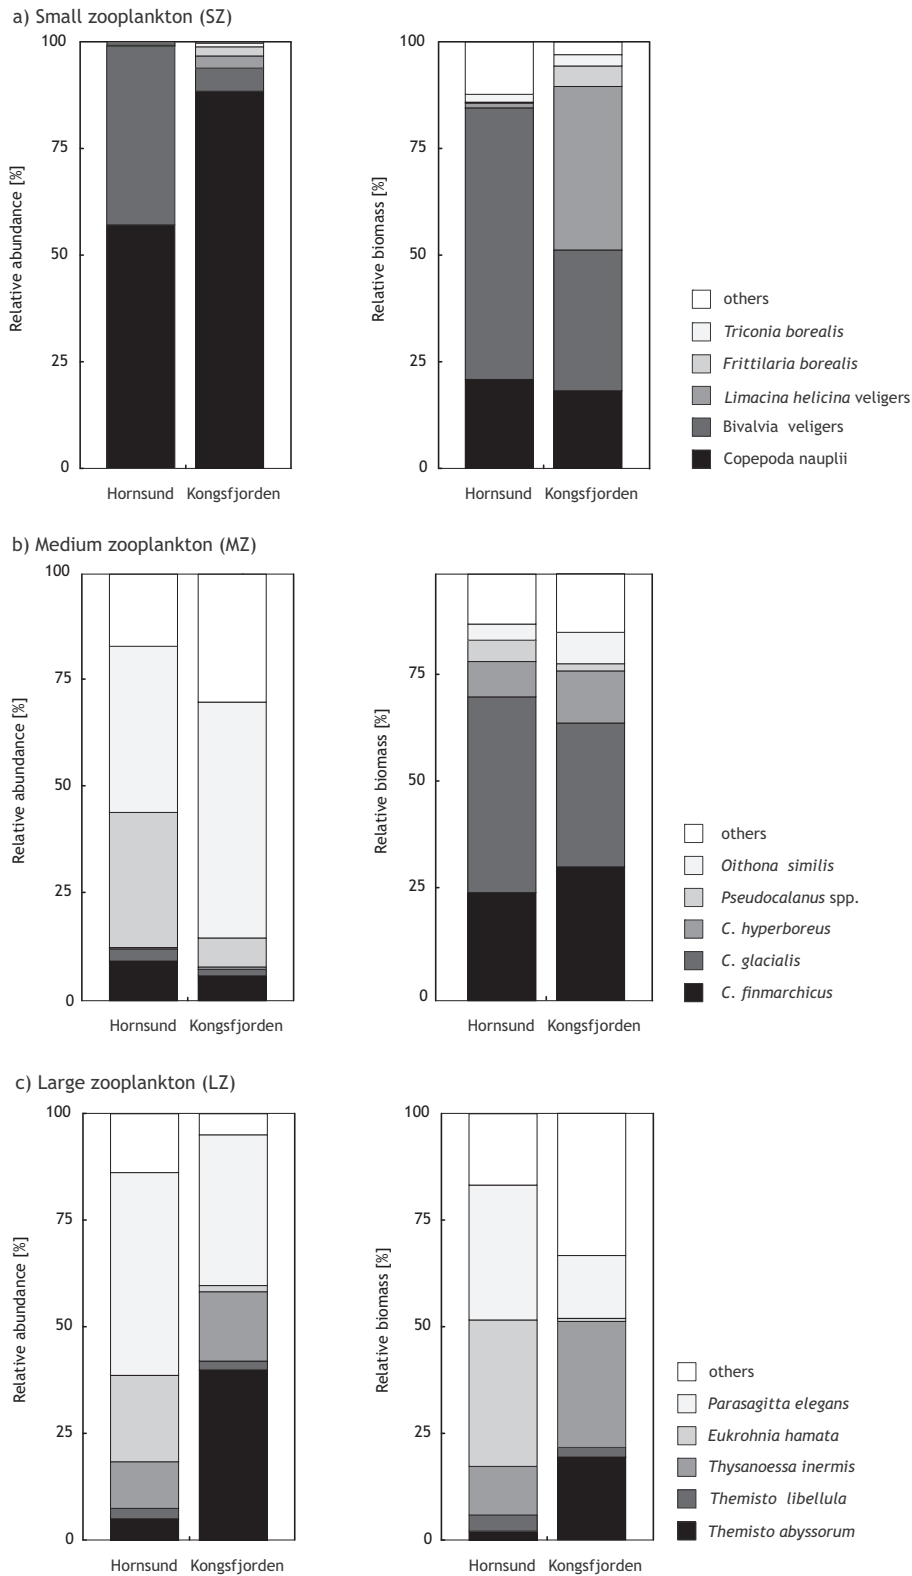 a) Small zooplankton (SZ)
100
75
50
25
0
Relative abundance [%]
Hornsund Kongsfjorden
100
75
50
25
0
Relative biomass [%]
Hornsund Kongsfjorden
others
Triconia borealis
Frittilaria borealis
Limacina helicina veligers
Bivalvia veligers
Copepoda nauplii
b) Medium zooplankton (MZ)
100
75
50
25
0
Relative abundance [%]
Hornsund Kongsfjorden
75
50
25
0
Relative biomass [%]
Hornsund Kongsfjorden
others
Oithona similis
Pseudocalanus spp.
C. hyperboreus
C. glacialis
C. finmarchicus
c) Large zooplankton (LZ)
100
75
50
25
0
Relative abundance [%]
Hornsund Kongsfjorden
100
75
50
25
0
Relative biomass [%]
Hornsund Kongsfjorden
others
Parasagitta elegans
Eukrohnia hamata
Thysanoessa inermis
Themisto libellula
Themisto abyssorum